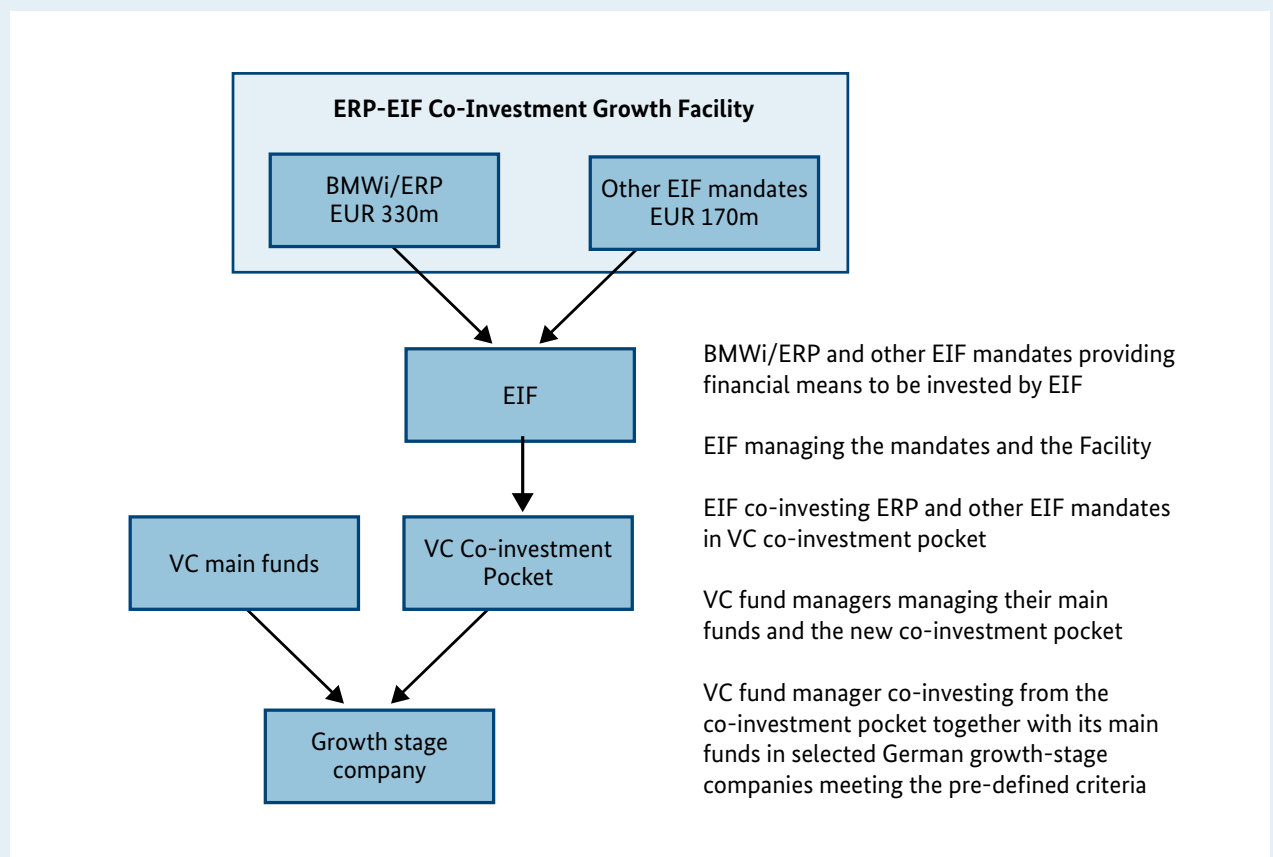 ERP-EIF Co-Investment Growth Facility
BMWi/ERP
EUR 330m
Other EIF mandates
EUR 170m
EIF
VC main funds
VC Co-investment
Pocket
Growth stage
company
BMWi/ERP and other EIF mandates providing
financial means to be invested by EIF
EIF managing the mandates and the Facility
EIF co-investing ERP and other EIF mandates
in VC co-investment pocket
VC fund managers managing their main
funds and the new co-investment pocket
VC fund manager co-investing from the
co-investment pocket together with its main
funds in selected German growth-stage
companies meeting the pre-defined criteria